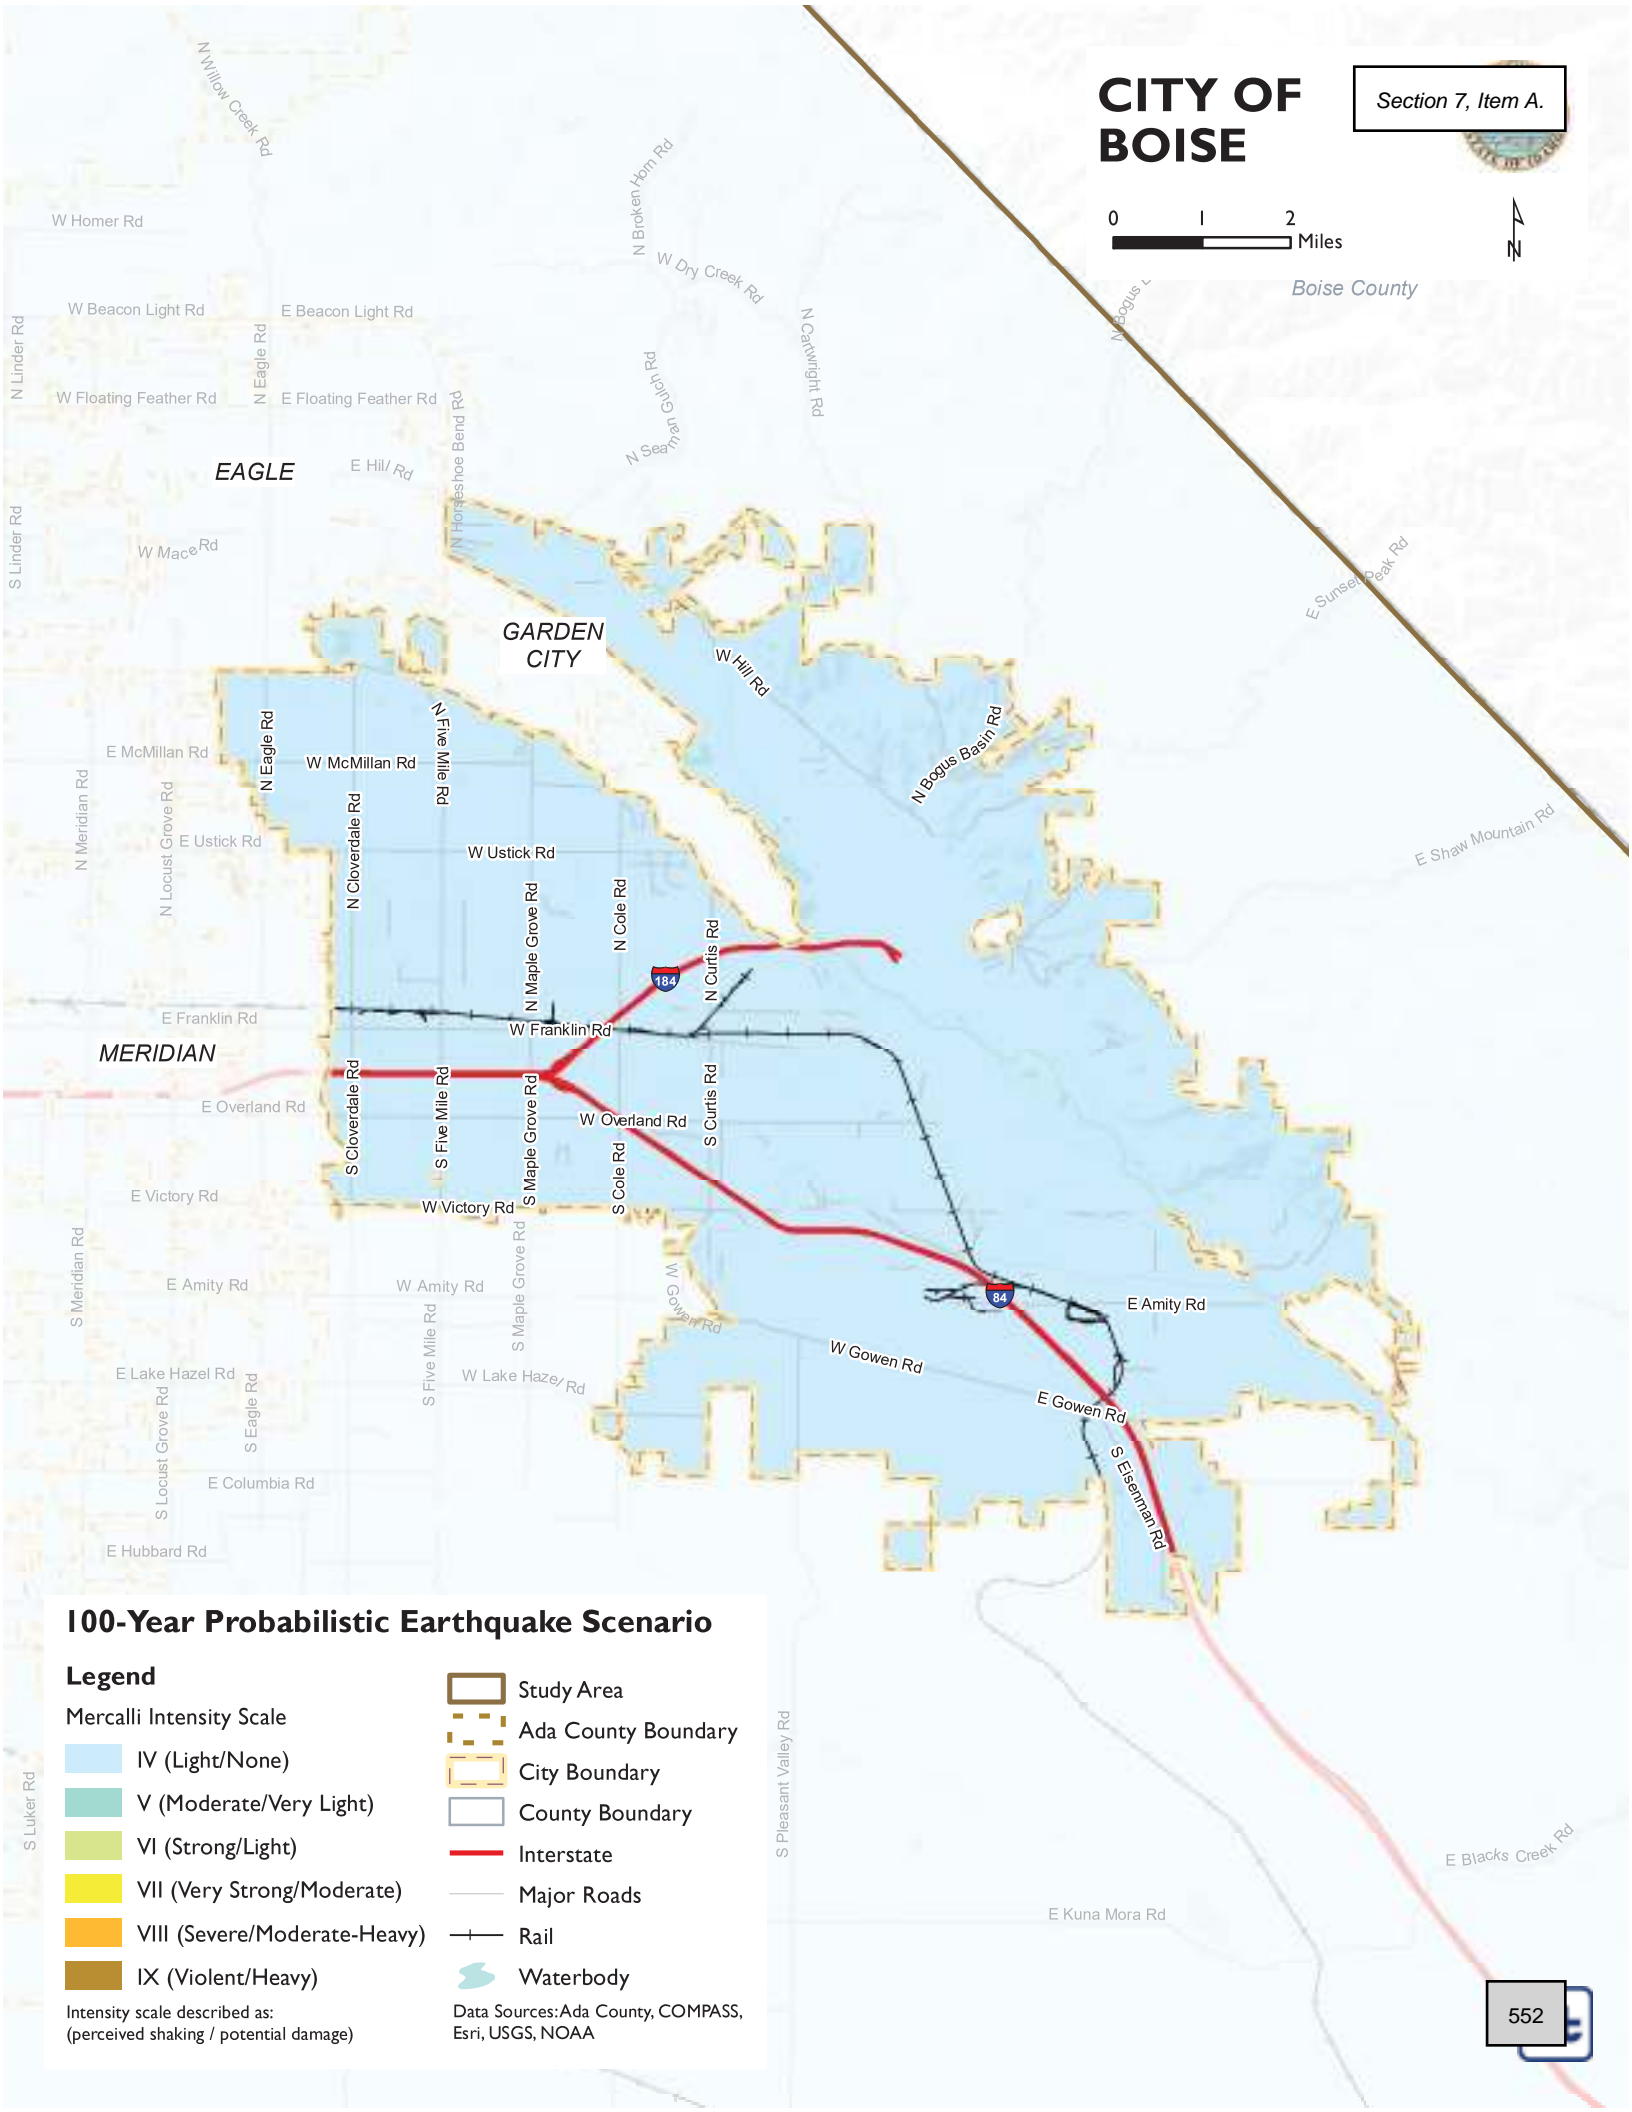 CITY OF
BOISE
Section 7, Item A.
STATE OF IDAHO
0 1 2
Miles
N
Boise County
N Willow Creek Rd
N Broken Horn Rd
W Homer Rd
W Dry Creek Rd
N Bogus
W Beacon Light Rd
E Beacon Light Rd
N Linder Rd
N Eagle Rd
N Cartwright Rd
W Floating Feather Rd
E Floating Feather Rd
N Seaman Gulch Rd
N Horseshoe Bend Rd
EAGLE
E Hill Rd
S Linder Rd
W Mace Rd
E Sunset Peak Rd
GARDEN
CITY
W Hill Rd
N Eagle Rd
N Five Mile Rd
N Bogus Basin Rd
E McMillan Rd
W McMillan Rd
N Meridian Rd
N Locust Grove Rd
N Cloverdale Rd
E Ustick Rd
W Ustick Rd
E Shaw Mountain Rd
N Maple Grove Rd
N Cole Rd
N Curtis Rd
184
E Franklin Rd
W Franklin Rd
MERIDIAN
S Cloverdale Rd
S Five Mile Rd
S Maple Grove Rd
S Curtis Rd
E Overland Rd
W Overland Rd
S Cole Rd
E Victory Rd
W Victory Rd
S Meridian Rd
S Maple Grove Rd
E Amity Rd
W Amity Rd
W Gowen Rd
84
E Amity Rd
S Five Mile Rd
W Gowen Rd
E Lake Hazel Rd
W Lake Hazel Rd
S Locust Grove Rd
S Eagle Rd
E Gowen Rd
E Columbia Rd
S Eisenman Rd
E Hubbard Rd
100-Year Probabilistic Earthquake Scenario
Legend
Mercalli Intensity Scale
IV (Light/None)
V (Moderate/Very Light)
VI (Strong/Light)
VII (Very Strong/Moderate)
VIII (Severe/Moderate-Heavy)
IX (Violent/Heavy)
Intensity scale described as:
(perceived shaking / potential damage)
Study Area
Ada County Boundary
City Boundary
County Boundary
Interstate
Major Roads
Rail
Waterbody
Data Sources: Ada County, COMPASS,
Esri, USGS, NOAA
S Luker Rd
S Pleasant Valley Rd
E Blacks Creek Rd
E Kuna Mora Rd
552